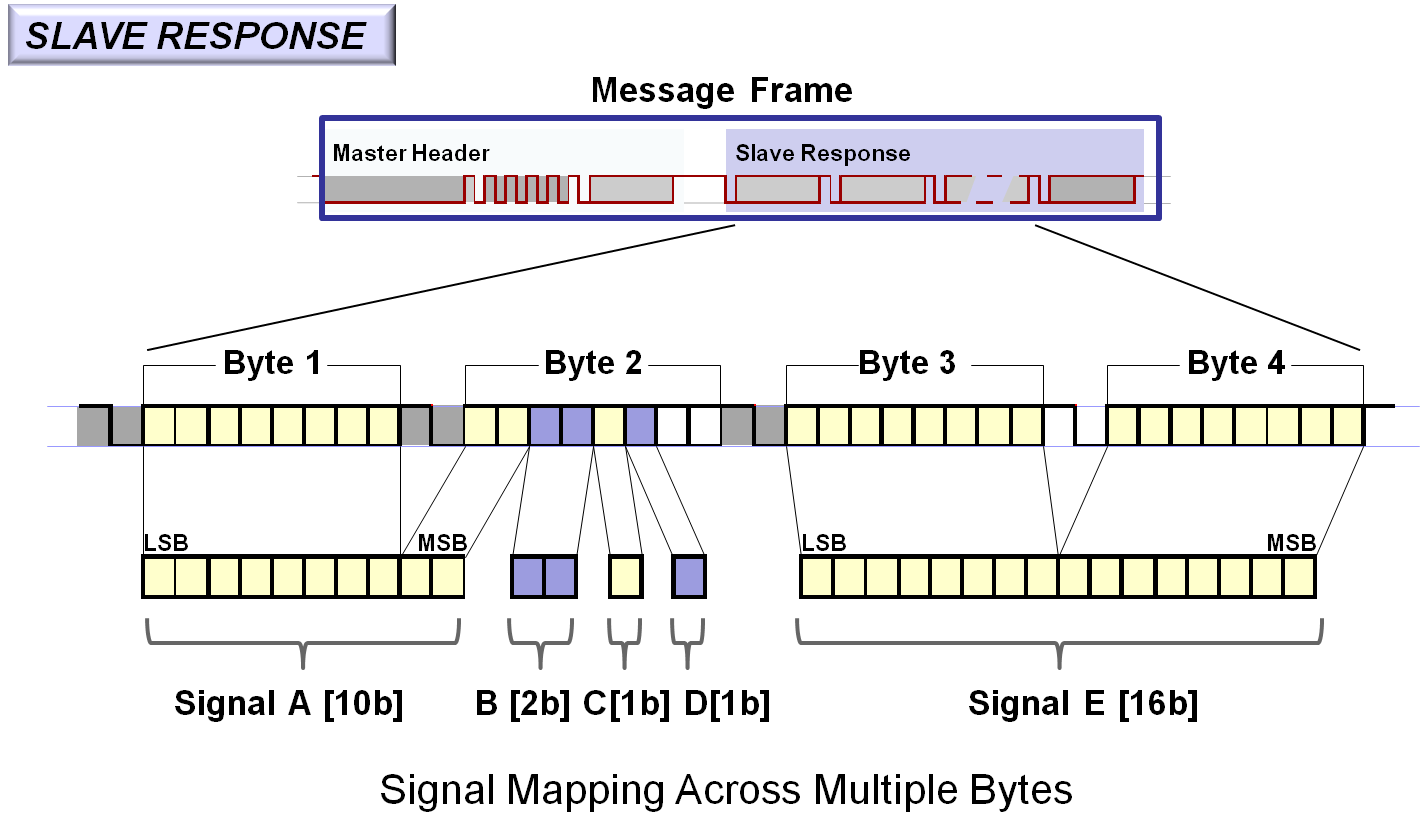 SLAVE RESPONSE
Message Frame
Master Header
Slave Response
Byte 1
Byte 2
Byte 3
Byte 4
LSB
MSB
LSB
MSB
Signal A [10b]
B [2b]
C[1b]
D[1b]
Signal E [16b]
Signal Mapping Across Multiple Bytes